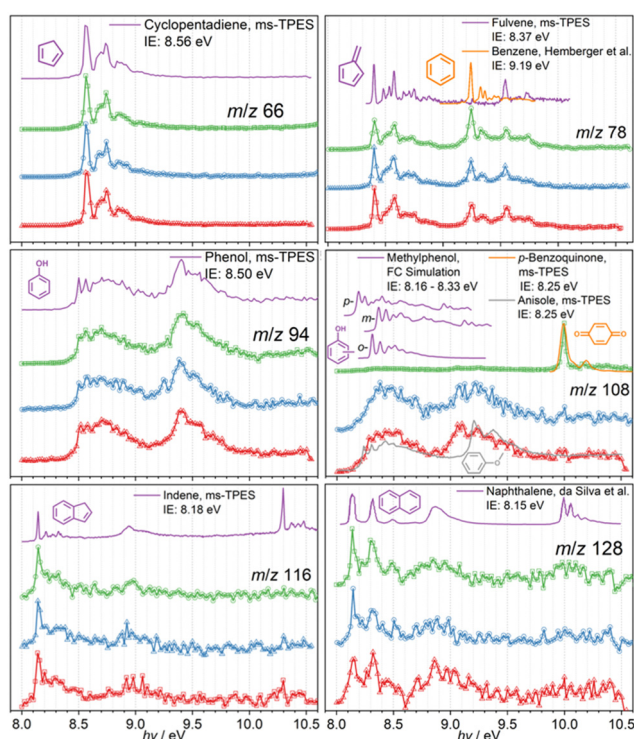 Cyclopentadiene, ms-TPES
IE: 8.56 eV
m/z 66
Fulvene, ms-TPES
IE: 8.37 eV
Benzene, Hemberger et al.
IE: 9.19 eV
m/z 78
OH
Phenol, ms-TPES
IE: 8.50 eV
m/z 94
Methylphenol,
FC Simulation
IE: 8.16 - 8.33 eV
p-Benzoquinone,
ms-TPES
IE: 8.25 eV
Anisole, ms-TPES
IE: 8.25 eV
p-
m-
o-
OH
O
O
m/z 108
O
Indene, ms-TPES
IE: 8.18 eV
m/z 116
Naphthalene, da Silva et al.
IE: 8.15 eV
m/z 128
8.0 8.5 9.0 9.5 10.0 10.5
hν / eV
8.0 8.5 9.0 9.5 10.0 10.5
hν / eV